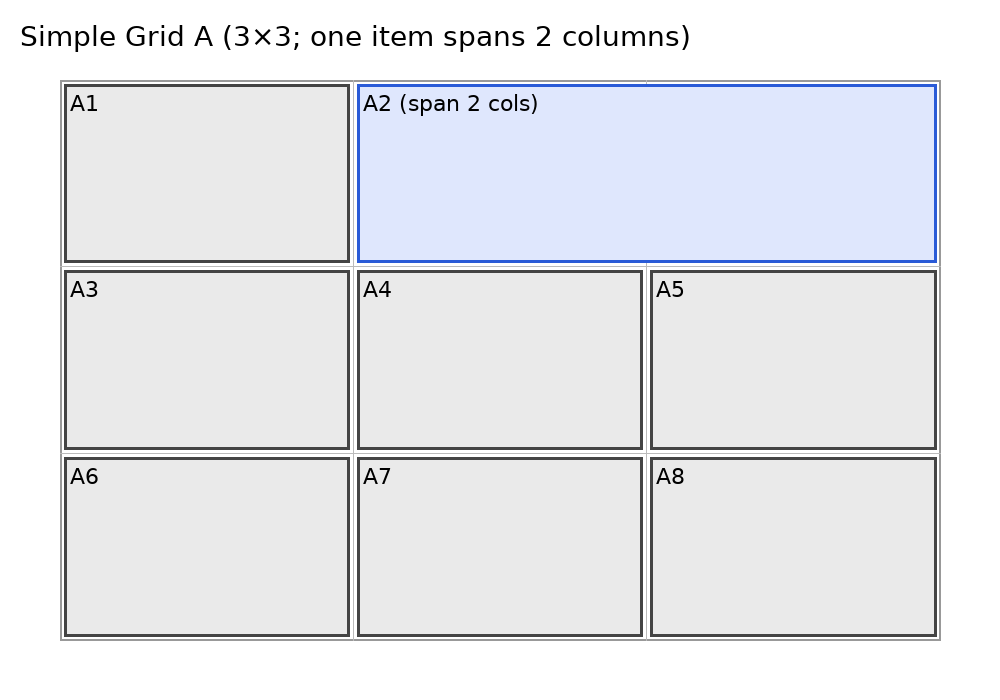 Simple Grid A (3×3; one item spans 2 columns)
A1
A2 (span 2 cols)
A3
A4
A5
A6
A7
A8